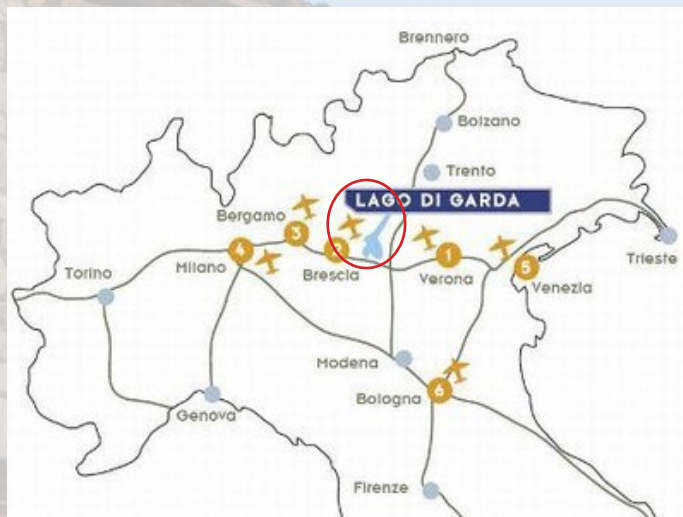 Brennero
Bolzano
Trento
LAGO DI GARDA
Bergamo
3
4
2
1
5
Milano
Brescia
Verona
Venezia
Trieste
Torino
Modena
6
Bologna
Genova
Firenze